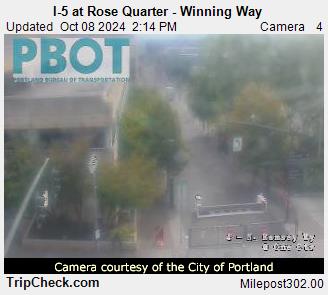 I-5 at Rose Quarter - Winning Way
Updated Oct 08 2024 2:14 PM Camera 4
PBOT
PORTLAND BUREAU OF TRANSPORTATION
Camera courtesy of the City of Portland
TripCheck.com Milepost302.00